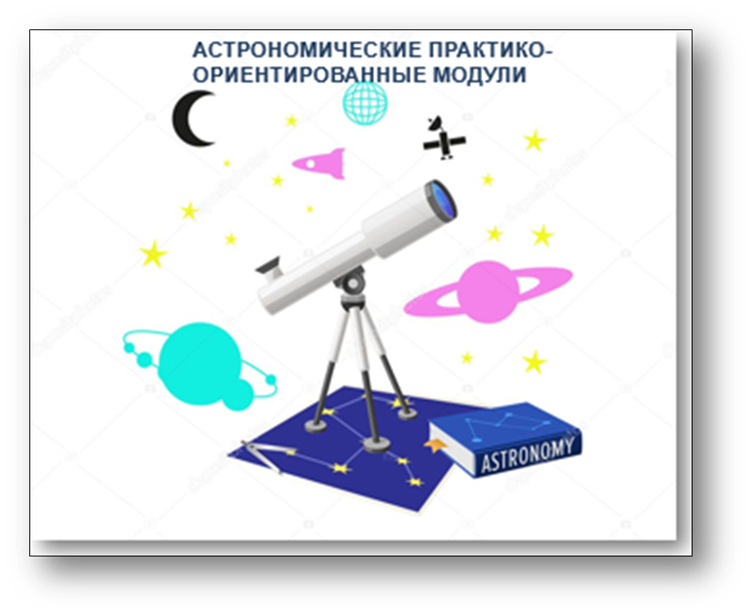 АСТРОНОМИЧЕСКИЕ ПРАКТИКО-
ОРИЕНТИРОВАННЫЕ МОДУЛИ
ASTRONOMY